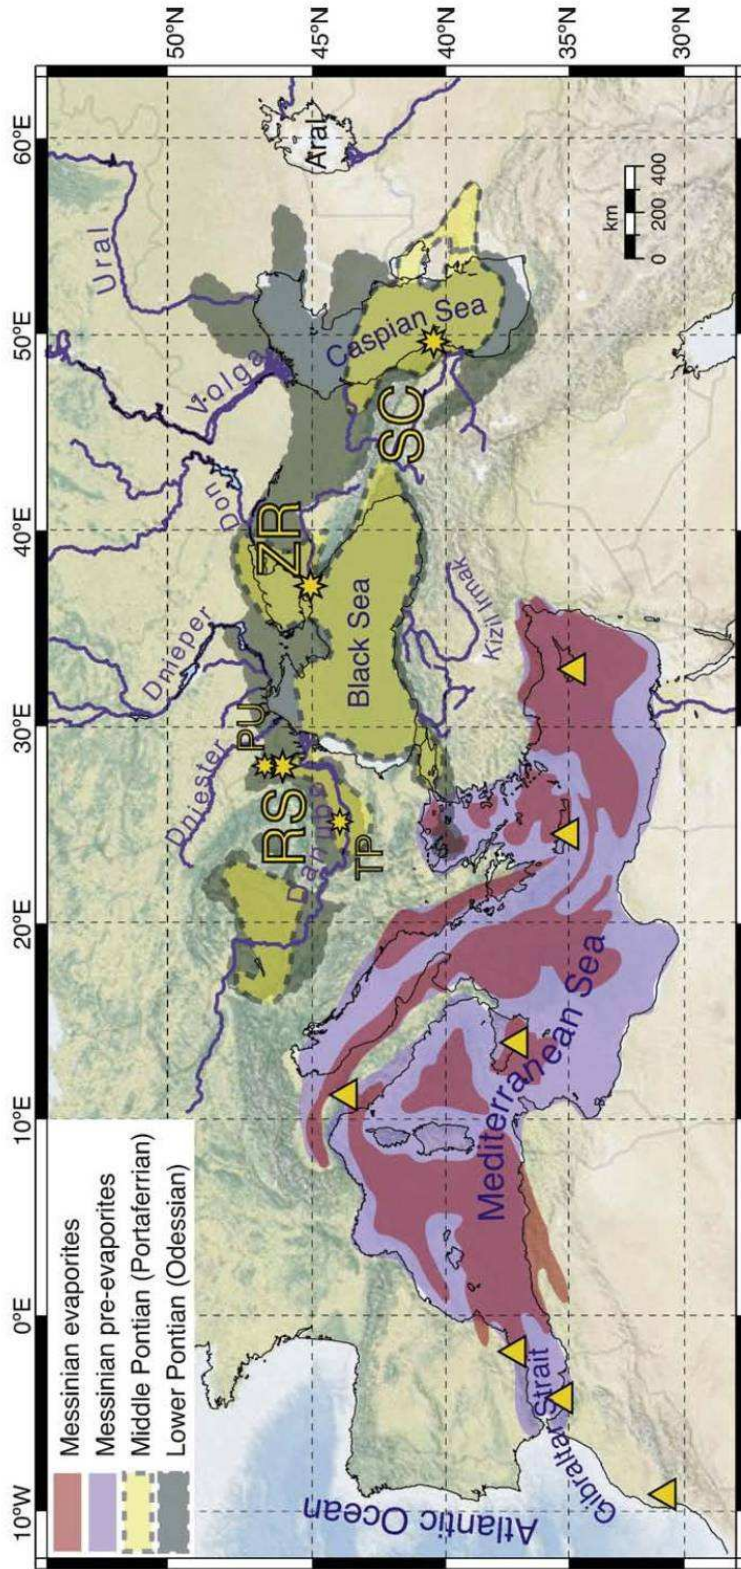 10°W
0°E
10°E
20°E
30°E
40°E
50°E
60°E
50°N
45°N
40°N
35°N
30°N
Messinian evaporites
Messinian pre-evaporites
Middle Pontian (Portaferrian)
Lower Pontian (Odessian)
Dniester
Dnieper
Don
Volga
Ural
PU
RS
Danube
TP
ZR
SC
Aral
Black Sea
Caspian Sea
Kizil Irmak
Mediterranean Sea
Gibraltar Strait
Atlantic Ocean
km
0 200 400